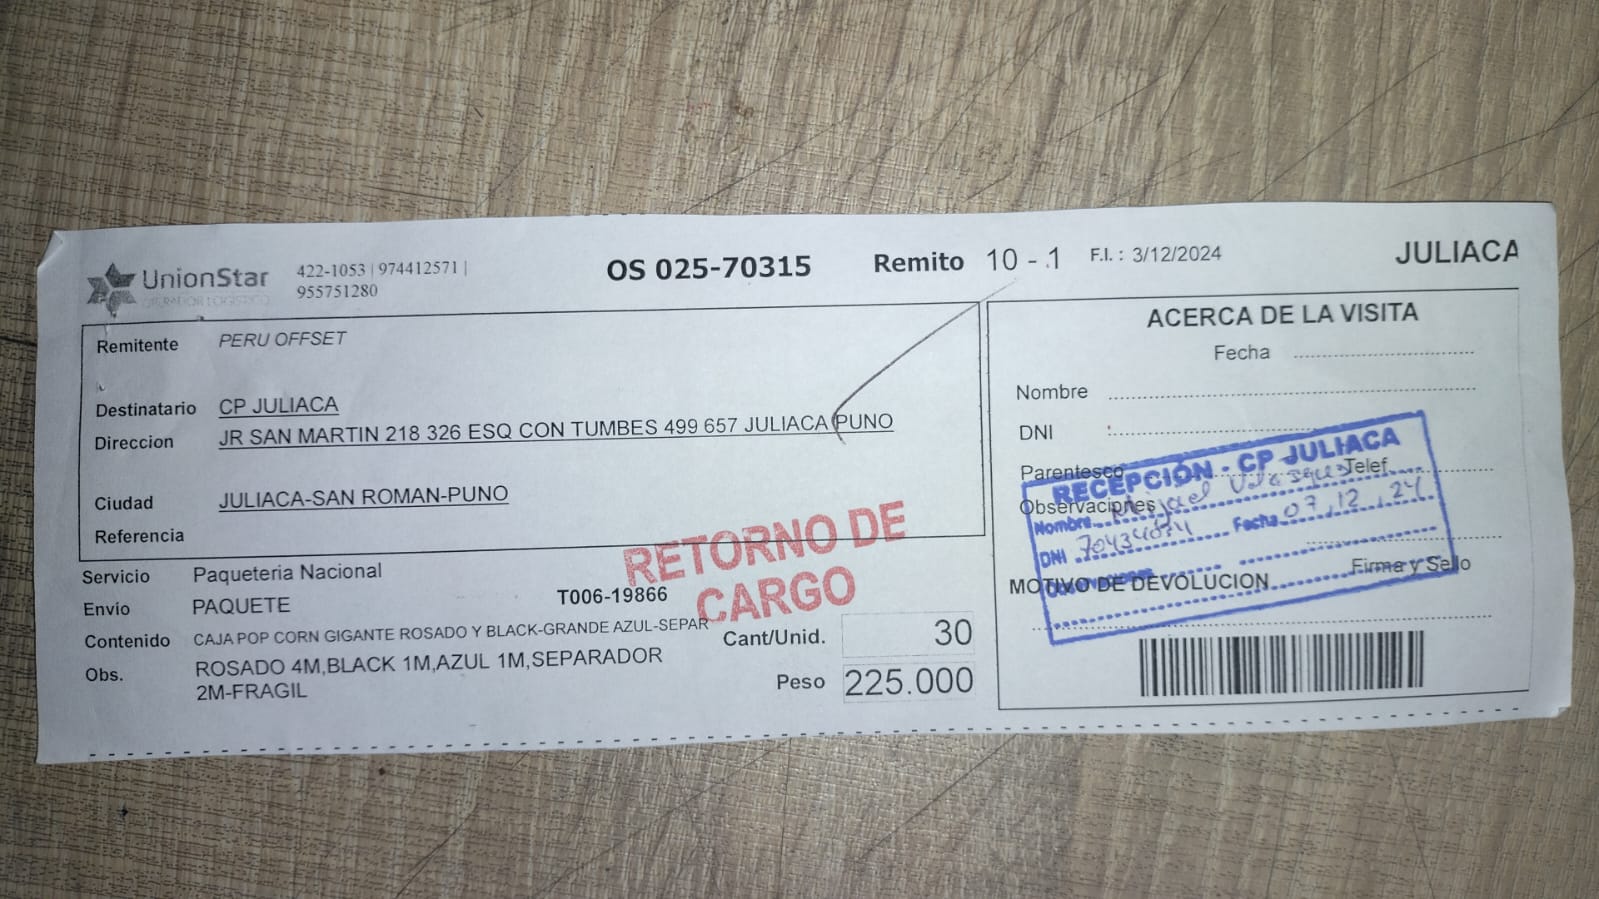 UnionStar
OPERADOR LOGISTICO
422-1053 | 974412571 |
955751280
OS 025-70315
Remito 10 - 1
F.I. : 3/12/2024
JULIACA
Remitente PERU OFFSET
Destinatario CP JULIACA
Direccion JR SAN MARTIN 218 326 ESQ CON TUMBES 499 657 JULIACA PUNO
Ciudad JULIACA-SAN ROMAN-PUNO
Referencia
RETORNO DE
CARGO
Servicio Paqueteria Nacional
Envio PAQUETE T006-19866
Contenido CAJA POP CORN GIGANTE ROSADO Y BLACK-GRANDE AZUL-SEPAR
Cant/Unid. 30
Obs. ROSADO 4M,BLACK 1M,AZUL 1M,SEPARADOR
2M-FRAGIL
Peso 225.000
ACERCA DE LA VISITA
Fecha
Nombre
DNI
Parentesco Telef.
Observaciones
Firma y Sello
MOTIVO DE DEVOLUCION
RECEPCIÓN - CP JULIACA
Nombre
DNI Fecha 07,12,24